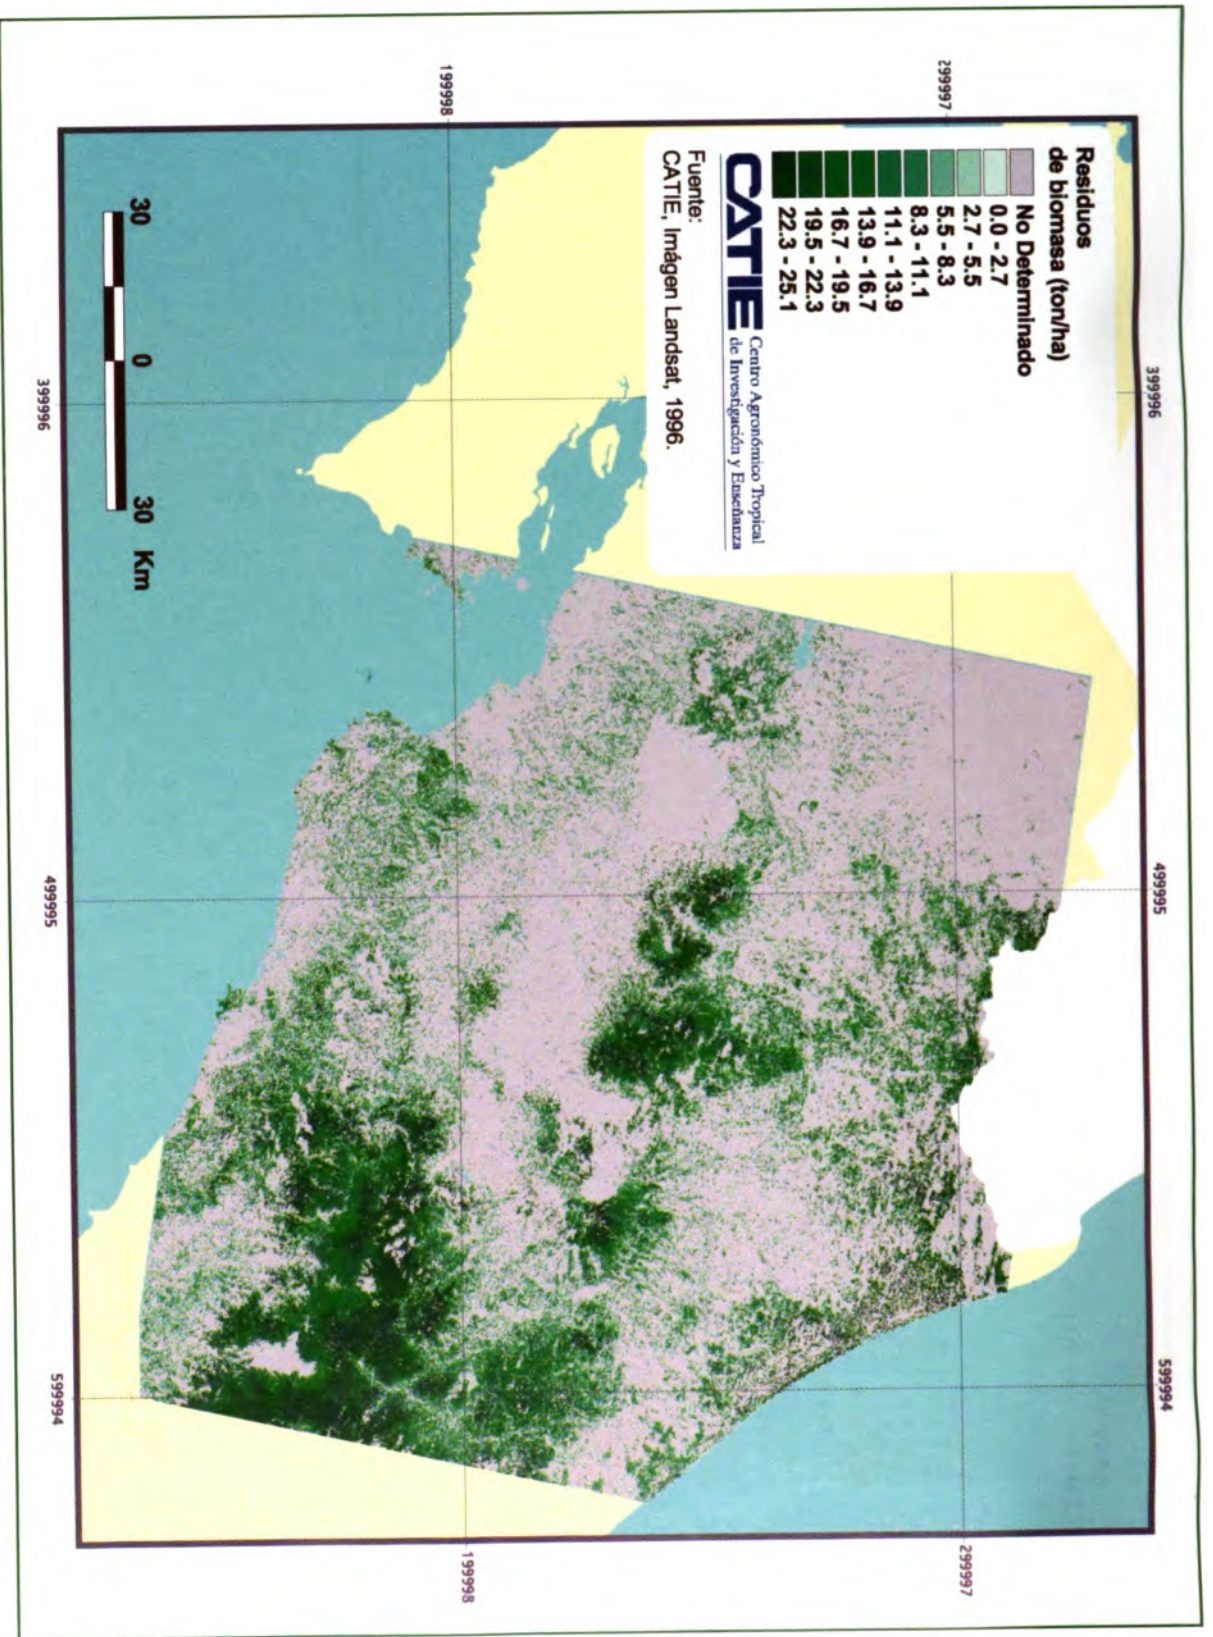 Residuos
de biomasa (ton/ha)
No Determinado
0.0 - 2.7
2.7 - 5.5
5.5 - 8.3
8.3 - 11.1
11.1 - 13.9
13.9 - 16.7
16.7 - 19.5
19.5 - 22.3
22.3 - 25.1
CATIE Centro Agronómico Tropical
de Investigación y Enseñanza
Fuente:
CATIE, Imágen Landsat, 1996.
30 0 30 Km
399996
499995
599994
299997
299997
199998
199998
399996
499995
599994